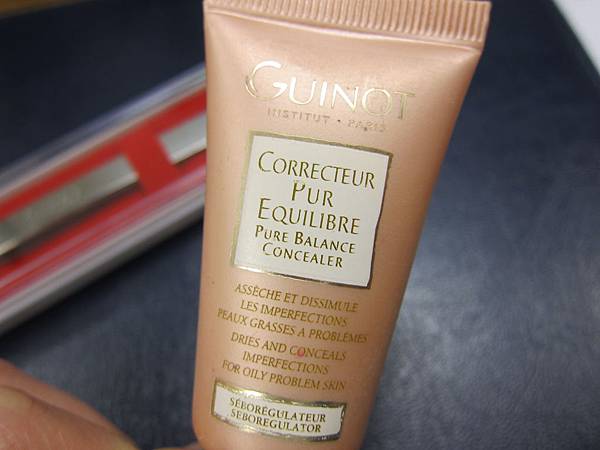 GUINOT
INSTITUT • PARIS
CORRECTEUR
PUR
EQUILIBRE
PURE BALANCE
CONCEALER
ASSÈCHE ET DISSIMULE
LES IMPERFECTIONS
PEAUX GRASSES A PROBLÈMES
DRIES AND CONCEALS
IMPERFECTIONS
FOR OILY PROBLEM SKIN
SÉBORÉGULATEUR
SEBOREGULATOR